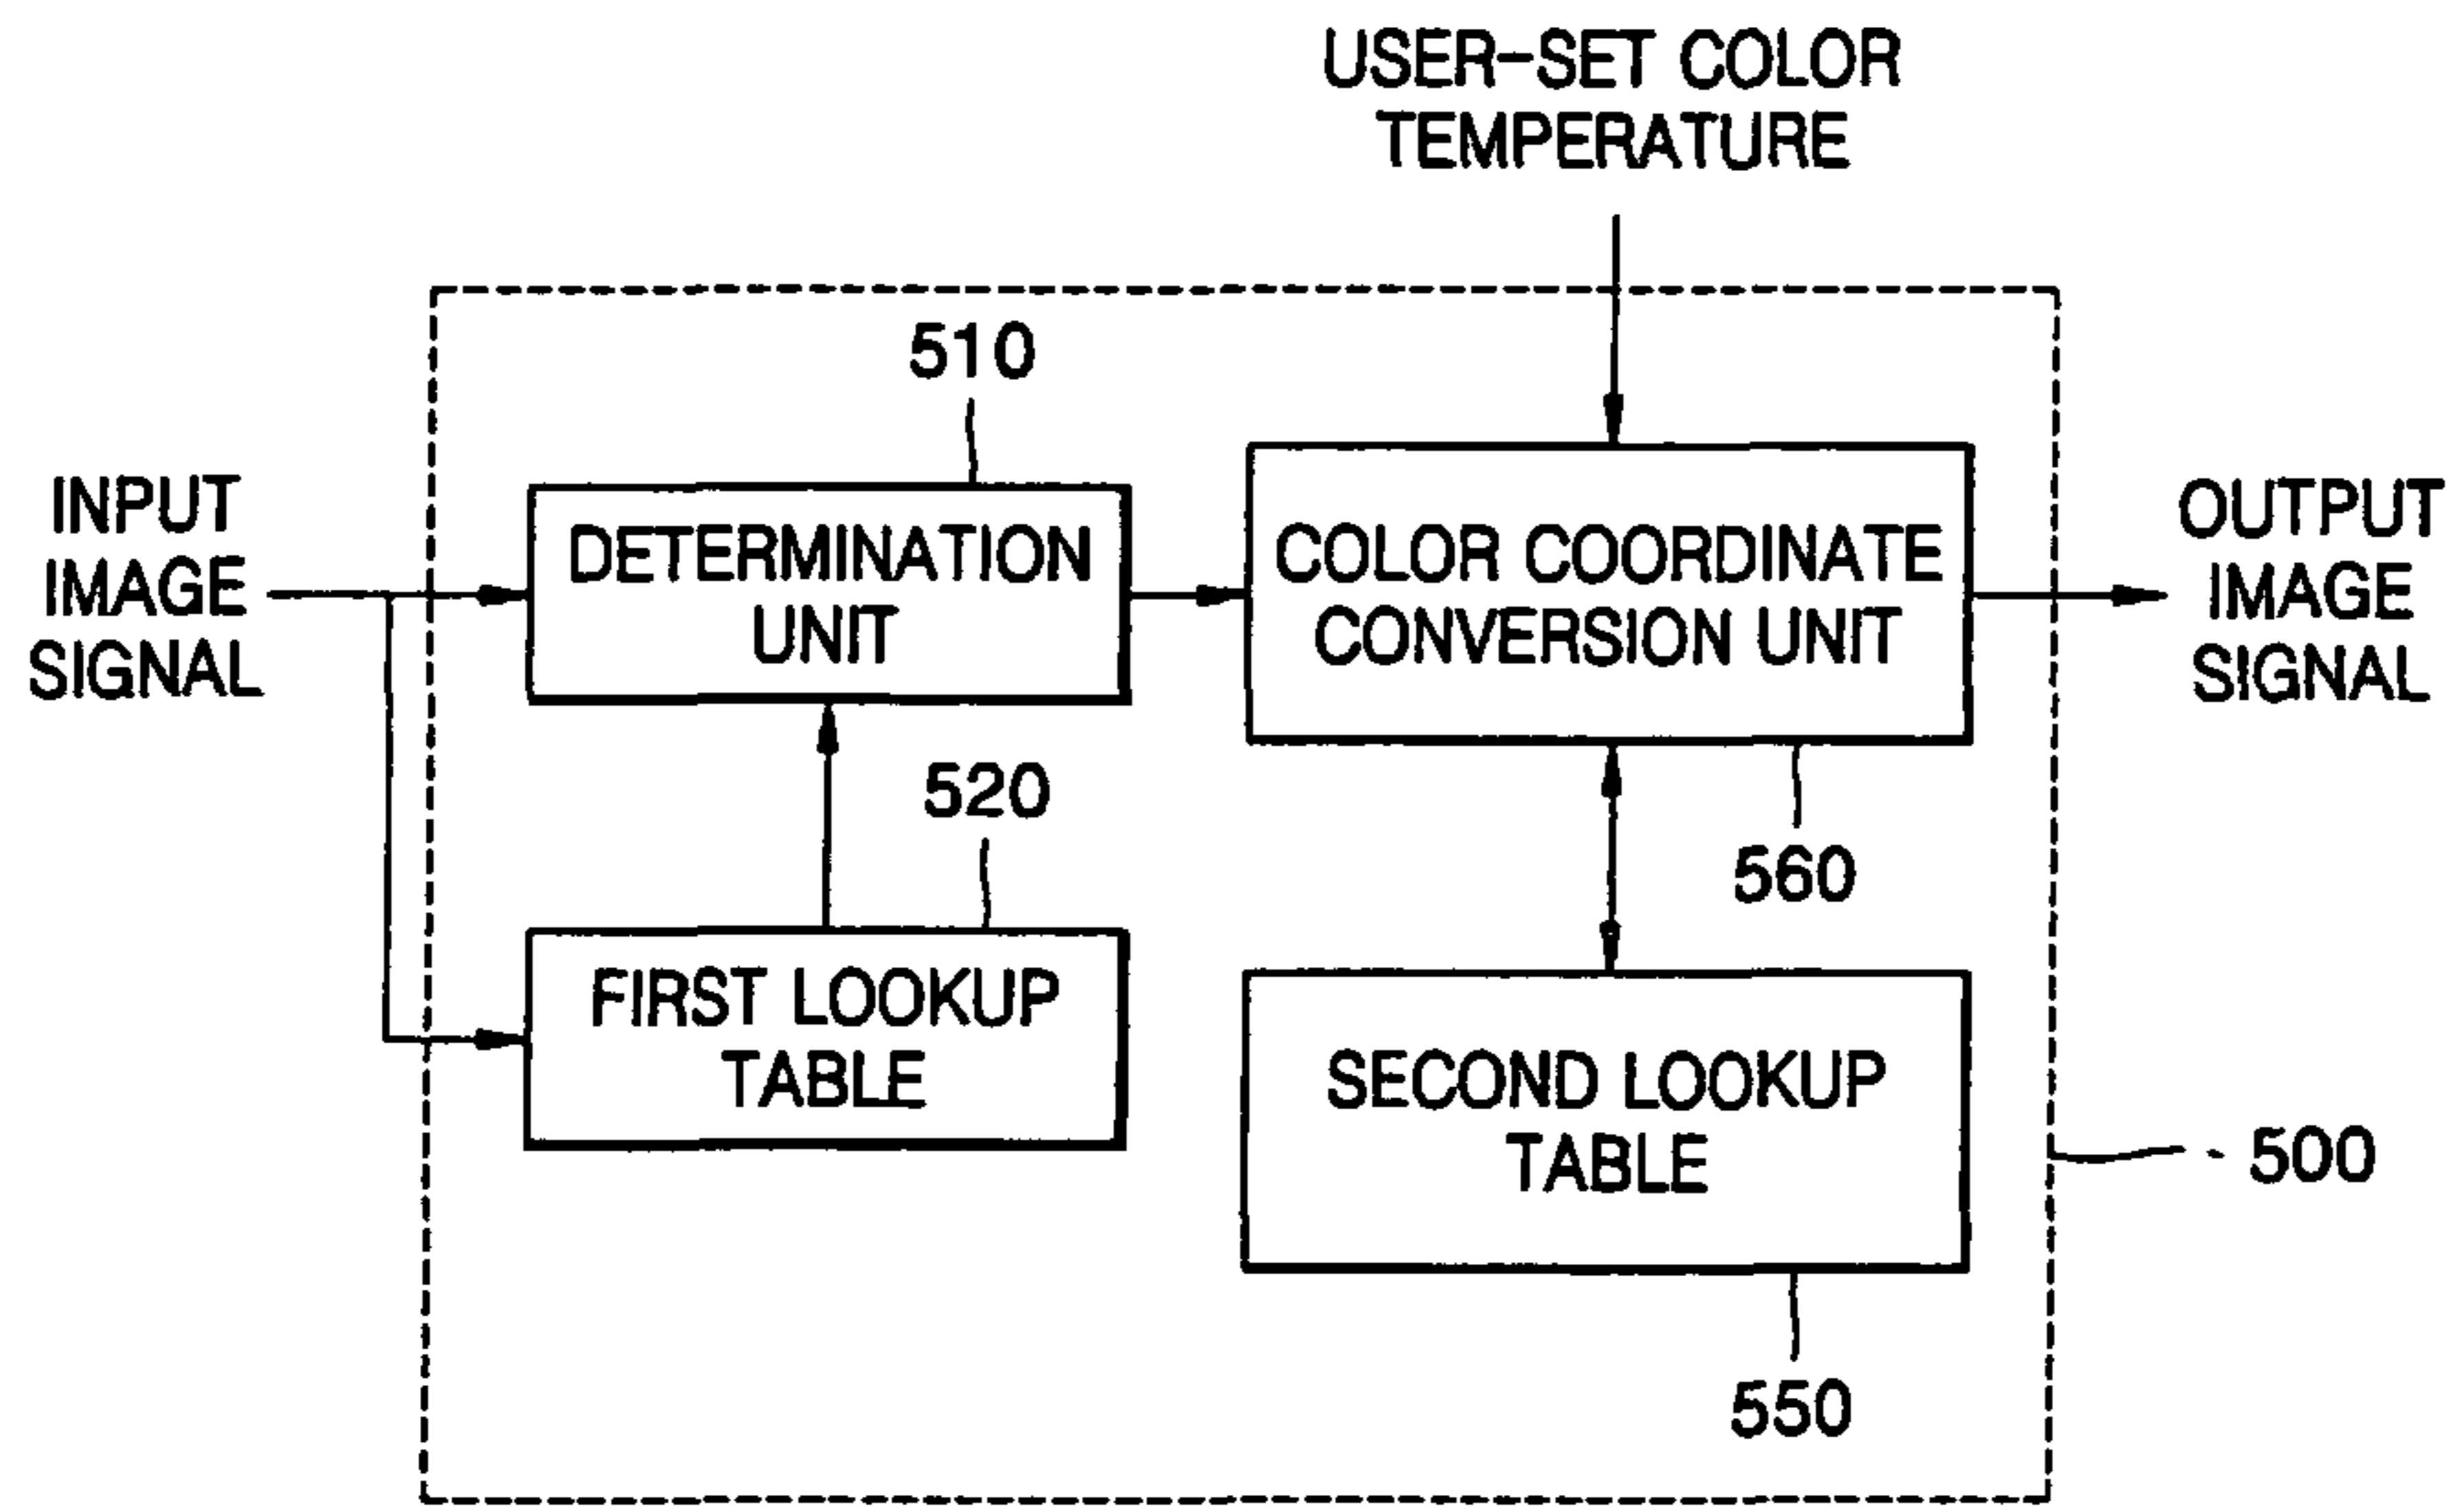 USER-SET COLOR
TEMPERATURE
510
INPUT
IMAGE
SIGNAL
DETERMINATION
UNIT
COLOR COORDINATE
CONVERSION UNIT
OUTPUT
IMAGE
SIGNAL
520
560
FIRST LOOKUP
TABLE
SECOND LOOKUP
TABLE
500
550